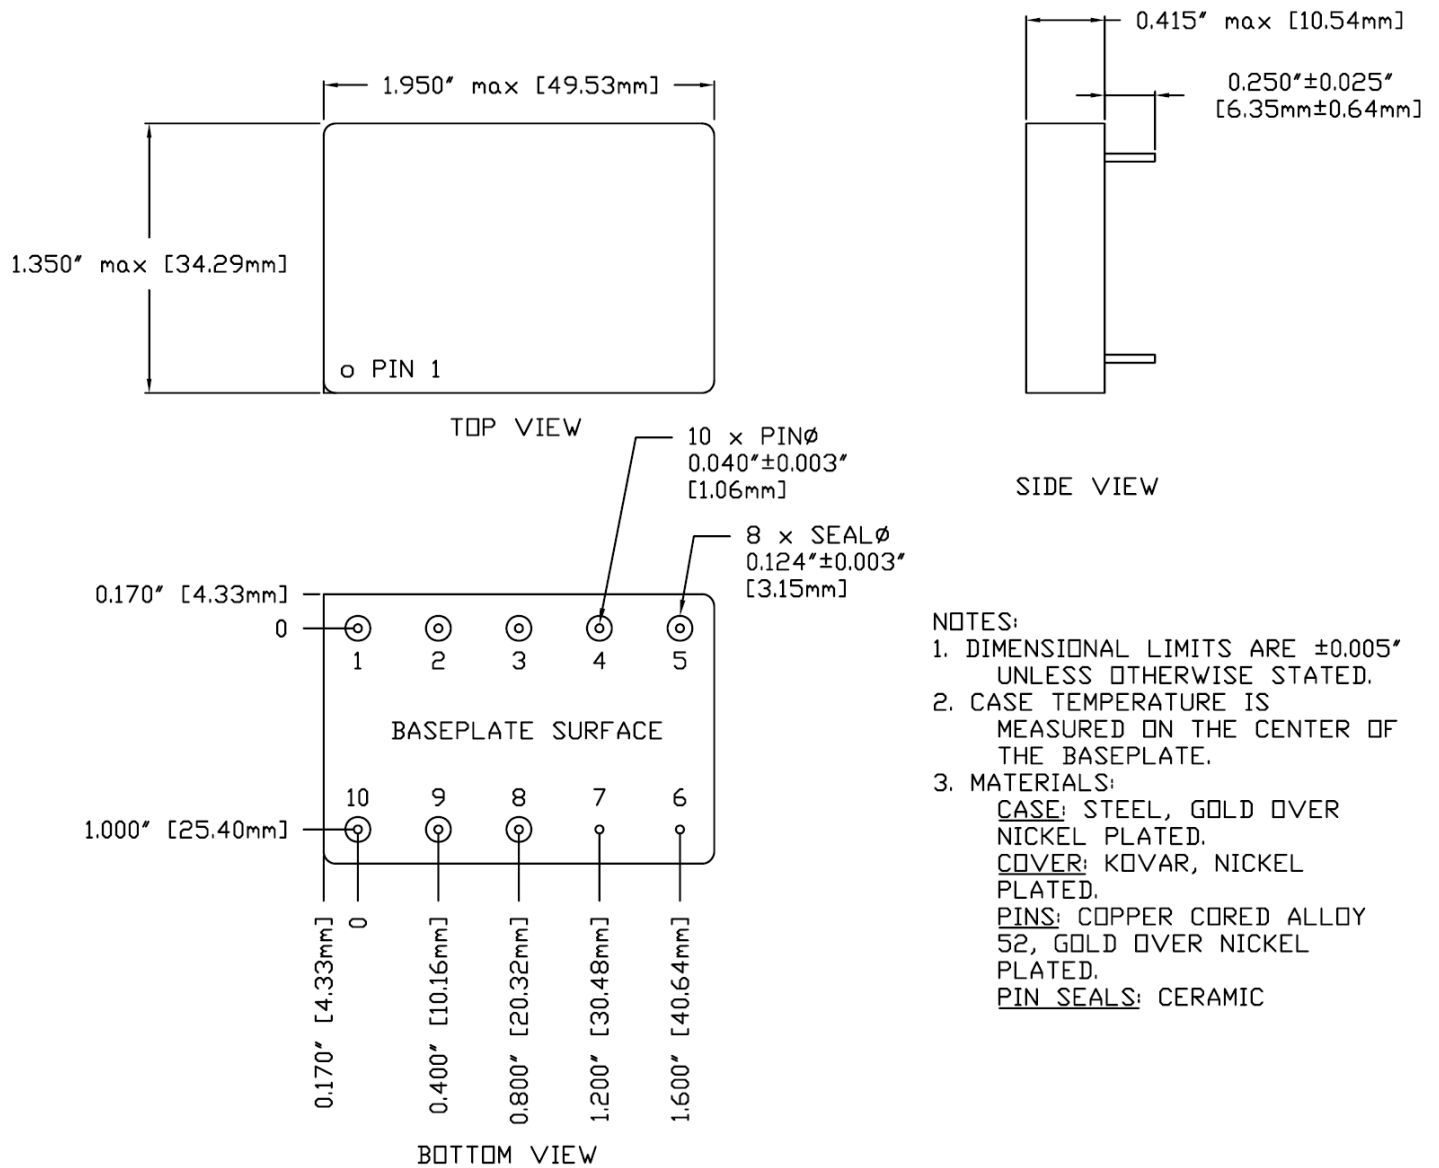 0.415" max [10.54mm]
1.950" max [49.53mm]
0.250"±0.025"
[6.35mm±0.64mm]
1.350" max [34.29mm]
PIN 1
TOP VIEW
10 x PINØ
0.040"±0.003"
[1.06mm]
SIDE VIEW
8 x SEALØ
0.124"±0.003"
[3.15mm]
0.170" [4.33mm]
0
1 2 3 4 5
BASEPLATE SURFACE
10 9 8 7 6
1.000" [25.40mm]
0.170" [4.33mm]
0
0.400" [10.16mm]
0.800" [20.32mm]
1.200" [30.48mm]
1.600" [40.64mm]
BOTTOM VIEW
NOTES:
1. DIMENSIONAL LIMITS ARE ±0.005"
UNLESS OTHERWISE STATED.
2. CASE TEMPERATURE IS
MEASURED ON THE CENTER OF
THE BASEPLATE.
3. MATERIALS:
CASE: STEEL, GOLD OVER
NICKEL PLATED.
COVER: KOVAR, NICKEL
PLATED.
PINS: COPPER CORED ALLOY
52, GOLD OVER NICKEL
PLATED.
PIN SEALS: CERAMIC